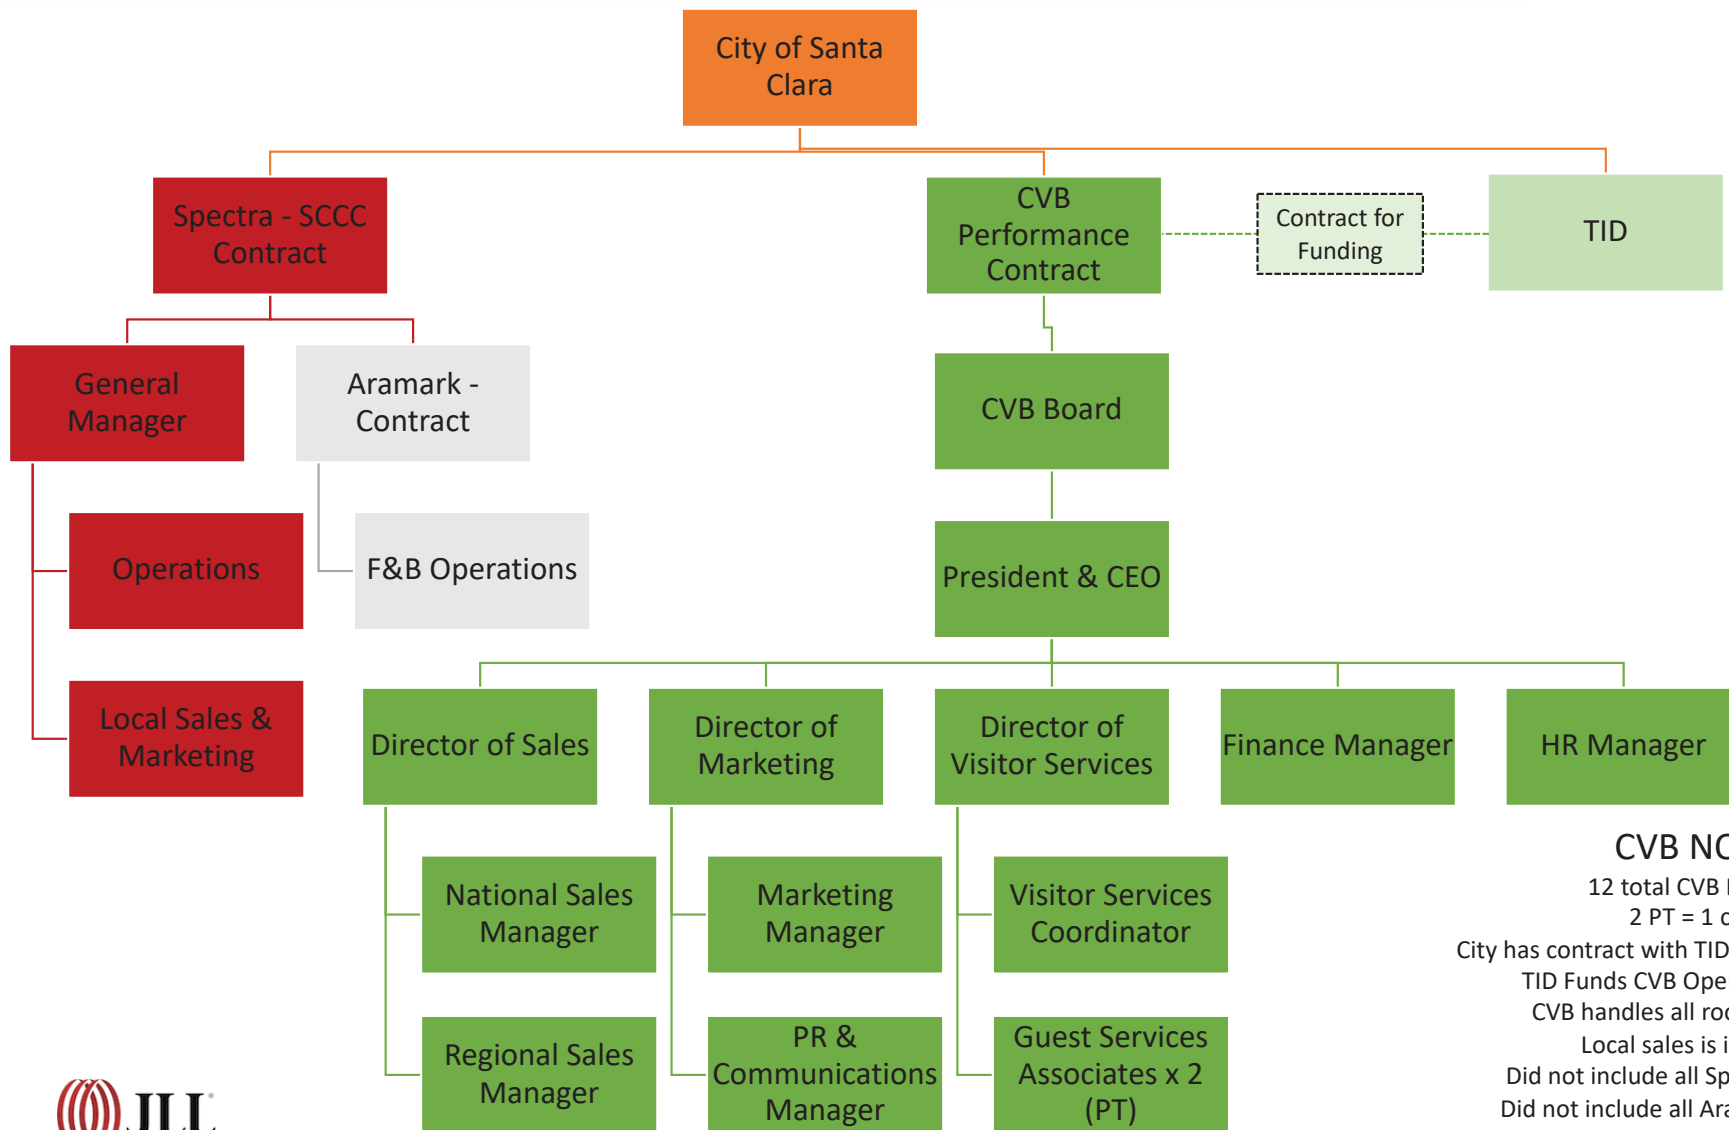 City of Santa
Clara
Spectra - SCCC
Contract
CVB
Performance
Contract
Contract for
Funding
TID
General
Manager
Aramark -
Contract
CVB Board
Operations
F&B Operations
President & CEO
Local Sales &
Marketing
Director of Sales
Director of
Marketing
Director of
Visitor Services
Finance Manager
HR Manager
National Sales
Manager
Marketing
Manager
Visitor Services
Coordinator
Regional Sales
Manager
PR &
Communications
Manager
Guest Services
Associates x 2
(PT)
CVB
12 total CVB
2 PT = 1
City has contract with TID
TID Funds CVB
CVB handles all
Local sales is
Did not include all
Did not include all
JLL